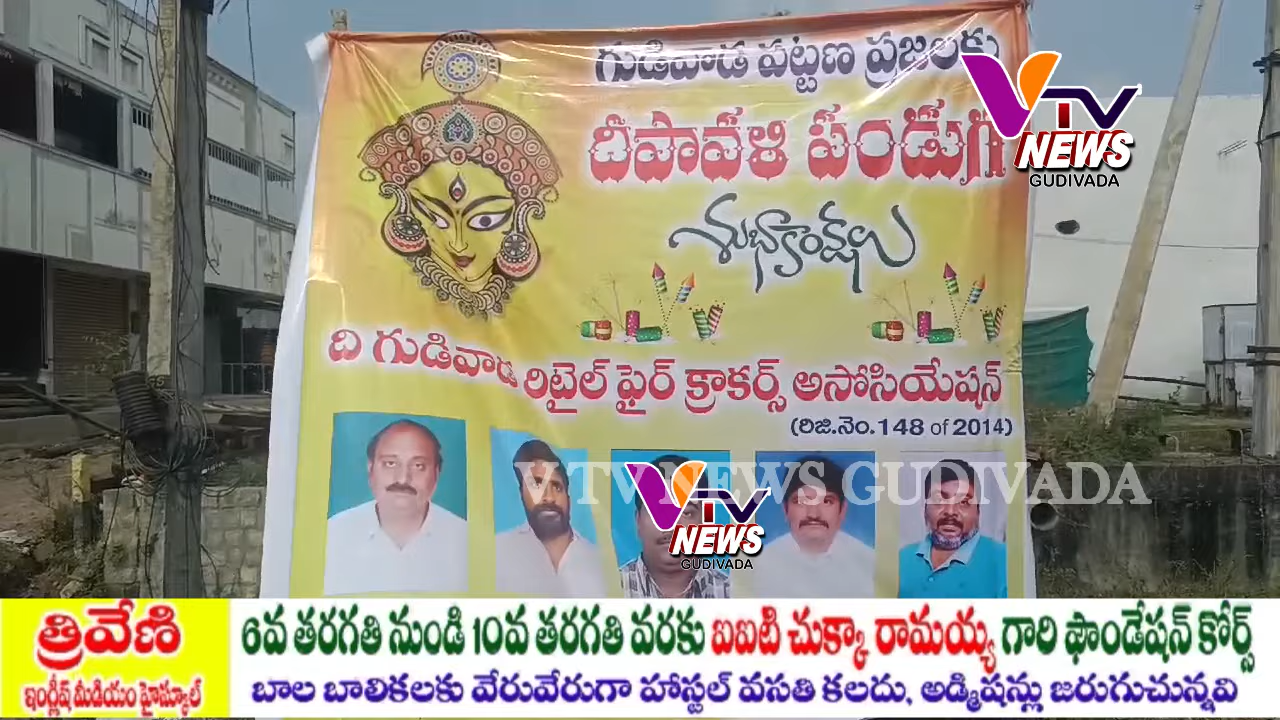 గుడివాడ పట్టణ ప్రజలకు
దీపావళి పండుగ
శుభాకాంక్షలు
VTV
NEWS
GUDIVADA
ది గుడివాడ రిటైల్ ఫైర్ క్రాకర్స్ అసోసియేషన్
(రిజి.నెం.148 of 2014)
VTV NEWS GUDIVADA
VTV
NEWS
GUDIVADA
త్రివేణి
ఇంగ్లీష్ మీడియం హైస్కూల్
6వ తరగతి నుండి 10వ తరగతి వరకు ఐఐటి చుక్కా రామయ్య గారి ఫౌండేషన్ కోర్స్
బాల బాలికలకు వేరువేరుగా హాస్టల్ వసతి కలదు, అడ్మిషన్లు జరుగుచున్నవి